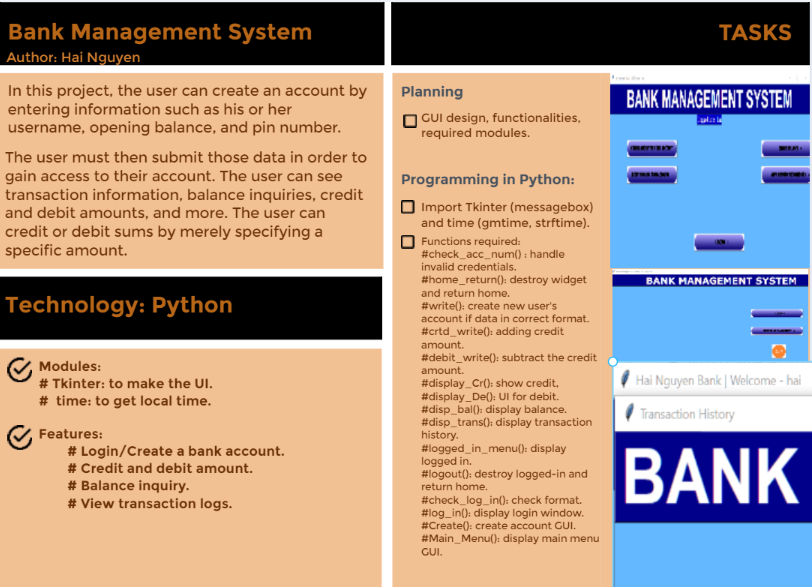 Bank Management System
Author: Hai Nguyen
In this project, the user can create an account by
entering information such as his or her
username, opening balance, and pin number.
The user must then submit those data in order to
gain access to their account. The user can see
transaction information, balance inquiries, credit
and debit amounts, and more. The user can
credit or debit sums by merely specifying a
specific amount.
Technology: Python
Modules:
# Tkinter: to make the UI.
# time: to get local time.
Features:
# Login/Create a bank account.
# Credit and debit amount.
# Balance inquiry.
# View transaction logs.
TASKS
Planning
GUI design, functionalities,
required modules.
Programming in Python:
Import Tkinter (messagebox)
and time (gmtime, strftime).
Functions required:
#check_acc_num() : handle
invalid credentials.
#home_return(): destroy widget
and return home.
#write(): create new user's
account if data in correct format.
#crtd_write(): adding credit
amount.
#debit_write(): subtract the credit
amount.
#display_Cr(): show credit,
#display_De(): UI for debit.
#disp_bal(): display balance.
#disp_trans(): display transaction
history.
#logged_in_menu(): display
logged in.
#logout(): destroy logged-in and
return home.
#check_log_in(): check format.
#log_in(): display login window.
#Create(): create account GUI.
#Main_Menu(): display main menu
GUI.
BANK MANAGEMENT SYSTEM
BANK MANAGEMENT SYSTEM
Hai Nguyen Bank | Welcome - hai
Transaction History
BANK